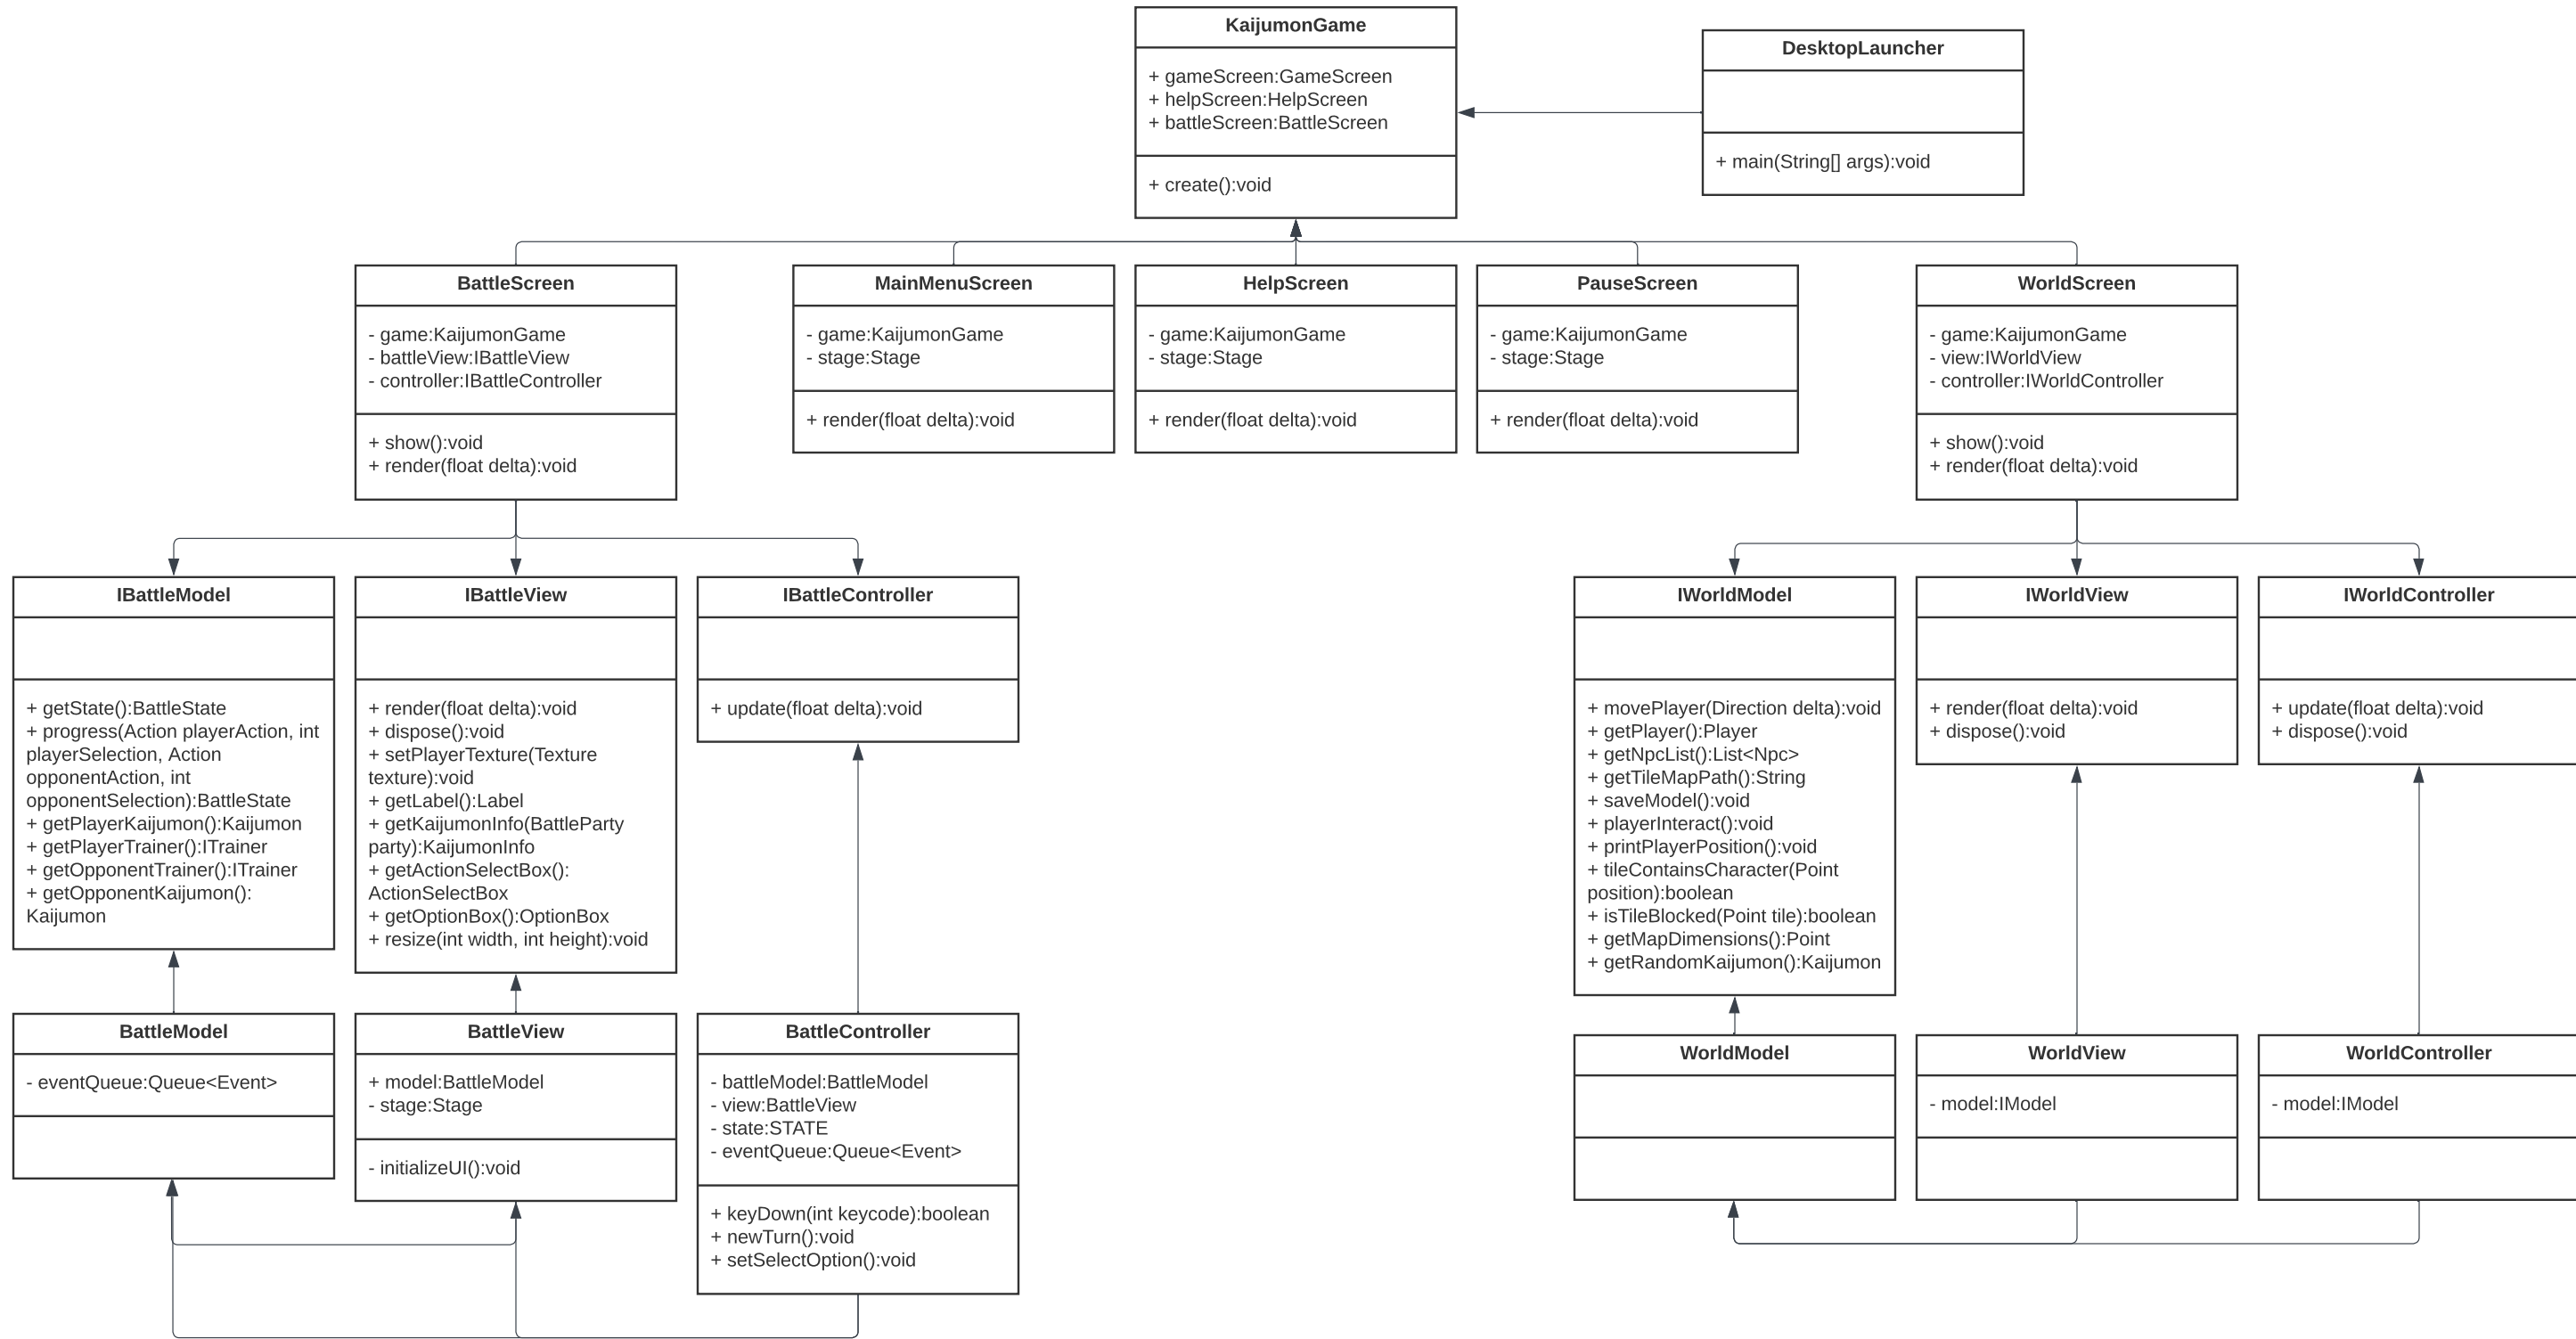 KaijumonGame
+ gameScreen:GameScreen
+ helpScreen:HelpScreen
+ battleScreen:BattleScreen
+ create():void
DesktopLauncher
+ main(String[] args):void
BattleScreen
- game:KaijumonGame
- battleView:IBattleView
- controller:IBattleController
+ show():void
+ render(float delta):void
MainMenuScreen
- game:KaijumonGame
- stage:Stage
+ render(float delta):void
HelpScreen
- game:KaijumonGame
- stage:Stage
+ render(float delta):void
PauseScreen
- game:KaijumonGame
- stage:Stage
+ render(float delta):void
WorldScreen
- game:KaijumonGame
- view:IWorldView
- controller:IWorldController
+ show():void
+ render(float delta):void
IBattleModel
+ getState():BattleState
+ progress(Action playerAction, int
playerSelection, Action
opponentAction, int
opponentSelection):BattleState
+ getPlayerKaijumon():Kaijumon
+ getPlayerTrainer():ITrainer
+ getOpponentTrainer():ITrainer
+ getOpponentKaijumon():
Kaijumon
IBattleView
+ render(float delta):void
+ dispose():void
+ setPlayerTexture(Texture
texture):void
+ getLabel():Label
+ getKaijumonInfo(BattleParty
party):KaijumonInfo
+ getActionSelectBox():
ActionSelectBox
+ getOptionBox():OptionBox
+ resize(int width, int height):void
IBattleController
+ update(float delta):void
IWorldModel
+ movePlayer(Direction delta):void
+ getPlayer():Player
+ getNpcList():List<Npc>
+ getTileMapPath():String
+ saveModel():void
+ playerInteract():void
+ printPlayerPosition():void
+ tileContainsCharacter(Point
position):boolean
+ isTileBlocked(Point tile):boolean
+ getMapDimensions():Point
+ getRandomKaijumon():Kaijumon
IWorldView
+ render(float delta):void
+ dispose():void
IWorldController
+ update(float delta):void
+ dispose():void
BattleModel
- eventQueue:Queue<Event>
BattleView
+ model:BattleModel
- stage:Stage
- initializeUI():void
BattleController
- battleModel:BattleModel
- view:BattleView
- state:STATE
- eventQueue:Queue<Event>
+ keyDown(int keycode):boolean
+ newTurn():void
+ setSelectOption():void
WorldModel
WorldView
- model:IModel
WorldController
- model:IModel